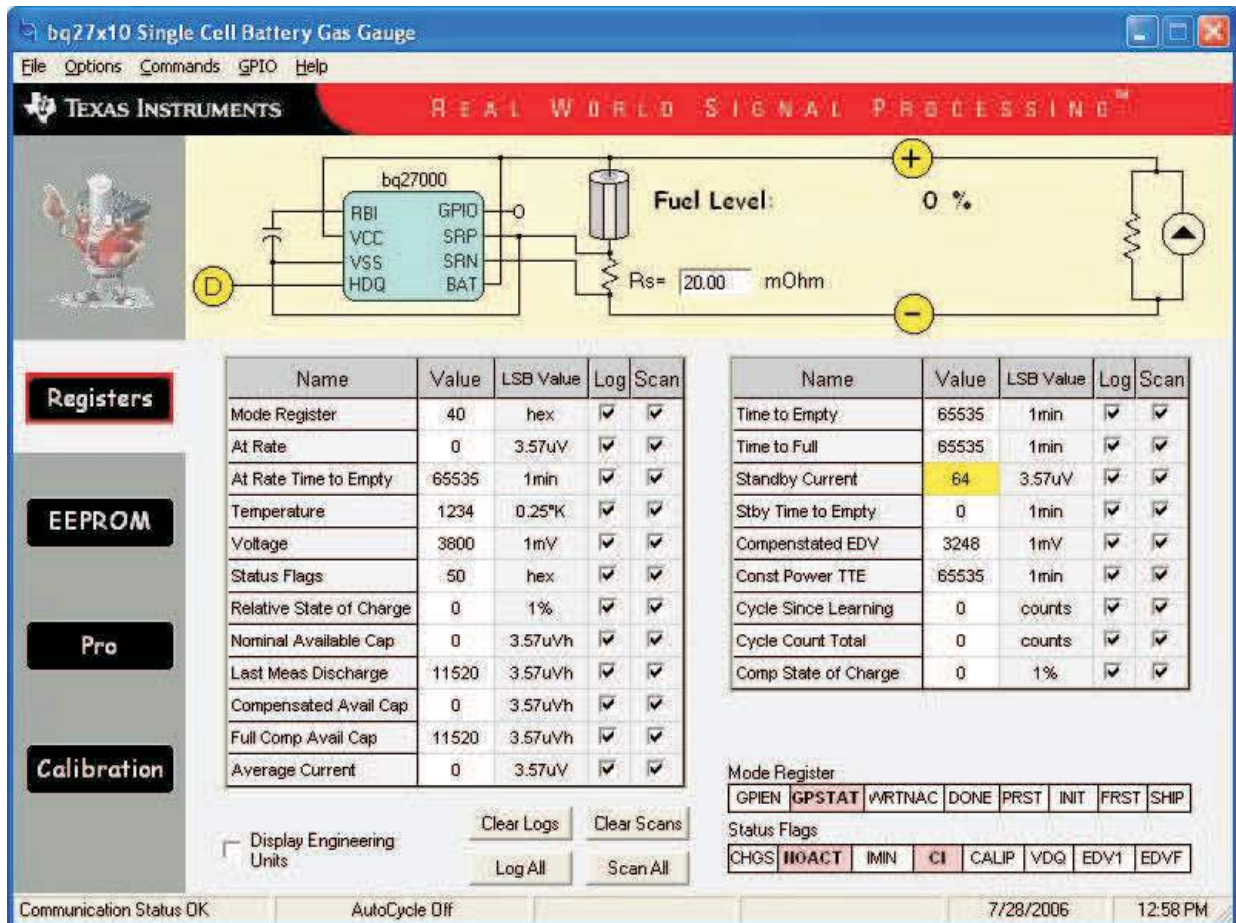 bq27x10 Single Cell Battery Gas Gauge
File Options Commands GPIO Help
TEXAS INSTRUMENTS REAL WORLD SIGNAL PROCESSING™
bq27000
RBI GPIO
VCC SRP
VSS SRN
HDQ BAT
D
Fuel Level: 0 %
+
Rs= 20.00 mOhm
-
Registers
EEPROM
Pro
Calibration
Name Value LSB Value Log Scan
Mode Register 40 hex
At Rate 0 3.57uV
At Rate Time to Empty 65535 1min
Temperature 1234 0.25°K
Voltage 3800 1mV
Status Flags 50 hex
Relative State of Charge 0 1%
Nominal Available Cap 0 3.57uVh
Last Meas Discharge 11520 3.57uVh
Compensated Avail Cap 0 3.57uVh
Full Comp Avail Cap 11520 3.57uVh
Average Current 0 3.57uV
Name Value LSB Value Log Scan
Time to Empty 65535 1min
Time to Full 65535 1min
Standby Current 64 3.57uV
Stby Time to Empty 0 1min
Compenstated EDV 3248 1mV
Const Power TTE 65535 1min
Cycle Since Learning 0 counts
Cycle Count Total 0 counts
Comp State of Charge 0 1%
Display Engineering
Units
Clear Logs Clear Scans
Log All Scan All
Mode Register
GPIEN GPSTAT WRTNAC DONE PRST INIT FRST SHIP
Status Flags
CHGS NOACT IMIN CI CALIP VDQ EDV1 EDVF
Communication Status OK AutoCycle Off 7/28/2006 12:58 PM